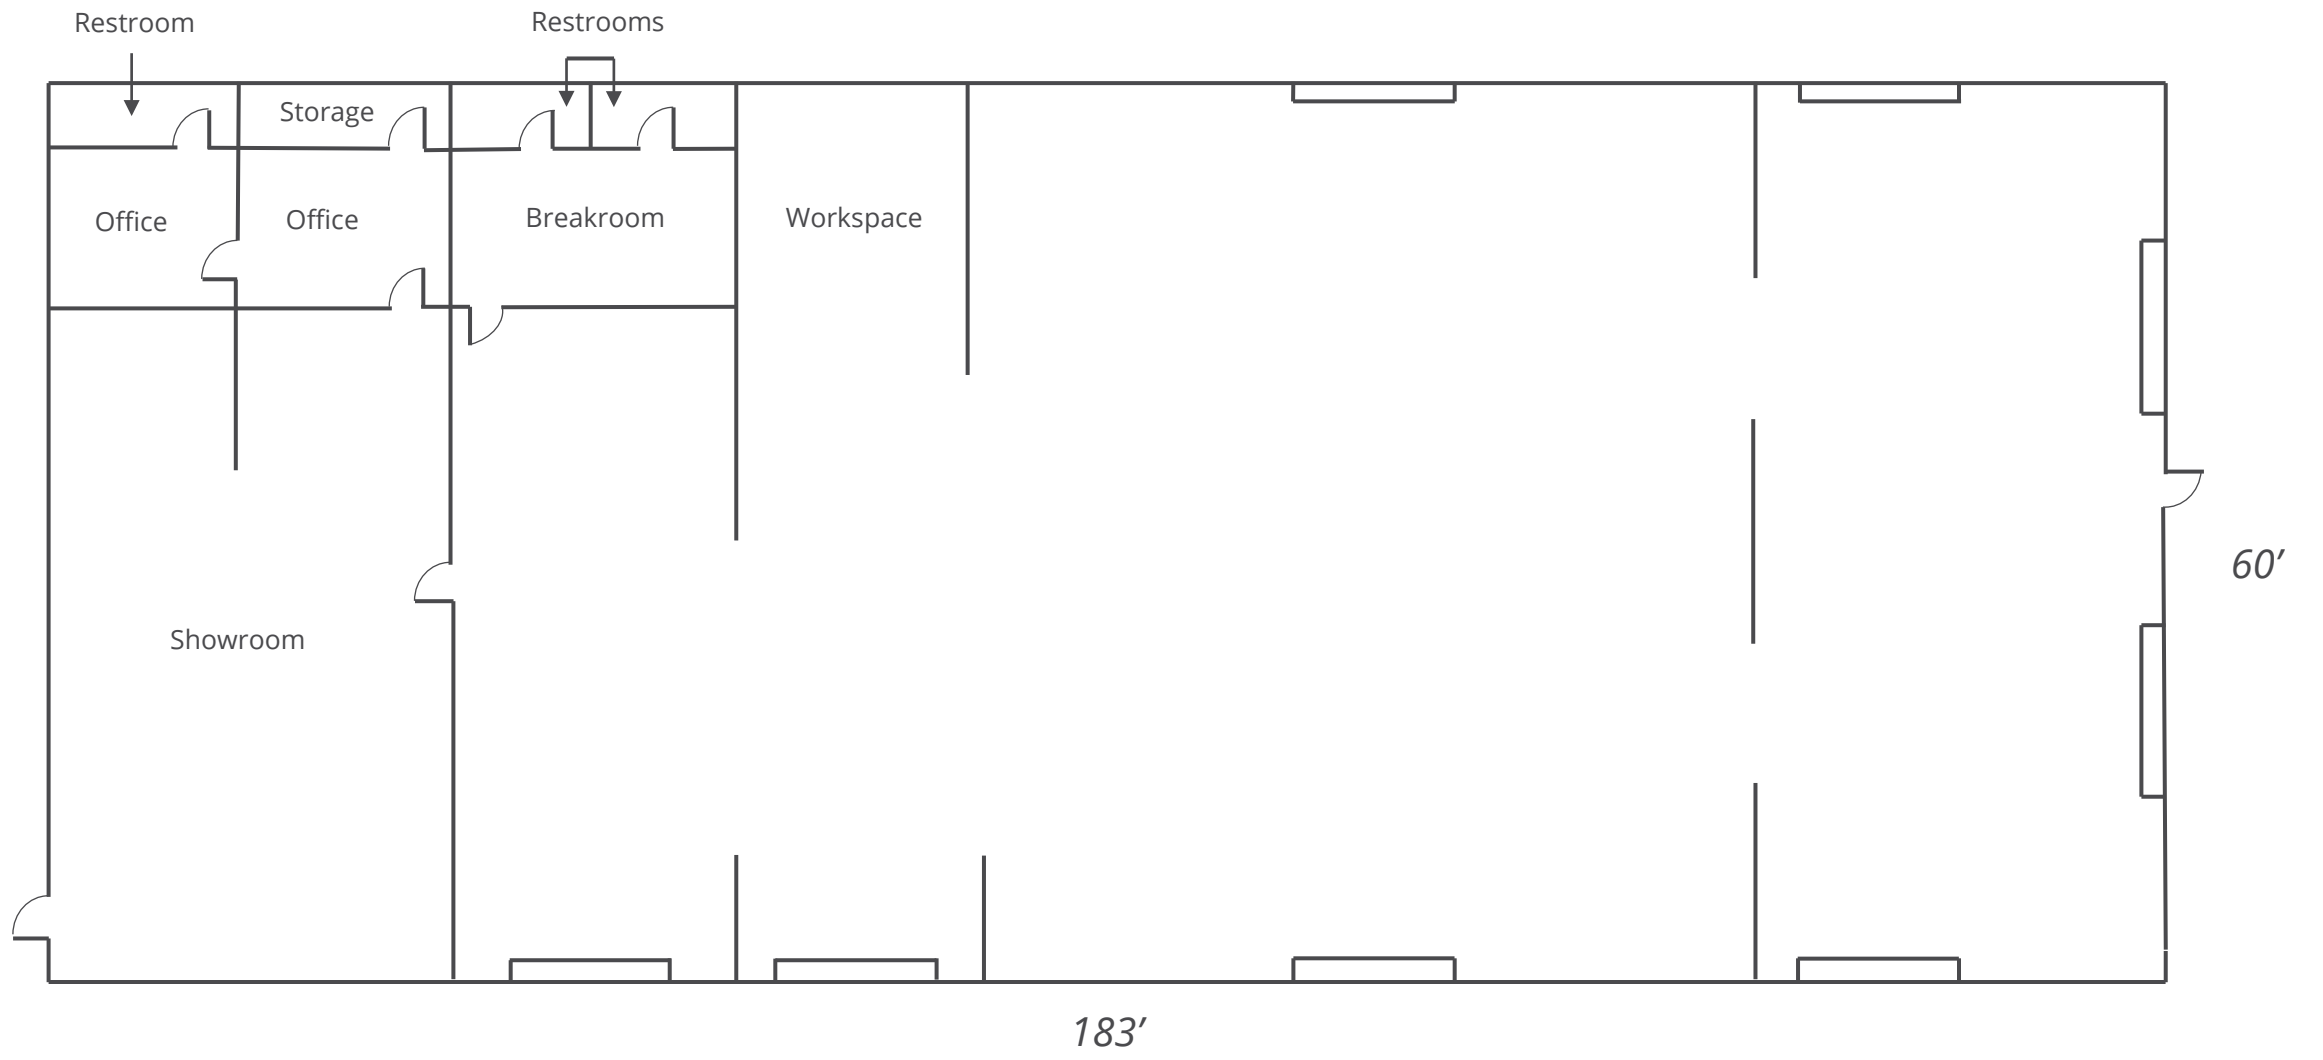 Restroom
Restrooms
Storage
Office
Office
Breakroom
Workspace
Showroom
60’
183’